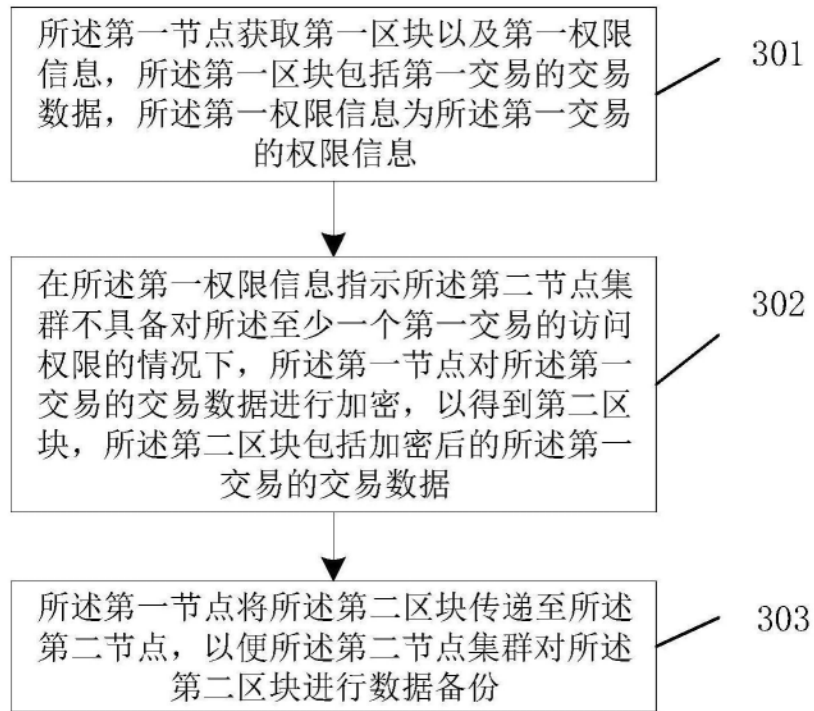 所述第一节点获取第一区块以及第一权限
信息，所述第一区块包括第一交易的交易
数据，所述第一权限信息为所述第一交易
的权限信息
301
在所述第一权限信息指示所述第二节点集
群不具备对所述至少一个第一交易的访问
权限的情况下，所述第一节点对所述第一
交易的交易数据进行加密，以得到第二区
块，所述第二区块包括加密后的所述第一
交易的交易数据
302
所述第一节点将所述第二区块传递至所述
第二节点，以便所述第二节点集群对所述
第二区块进行数据备份
303